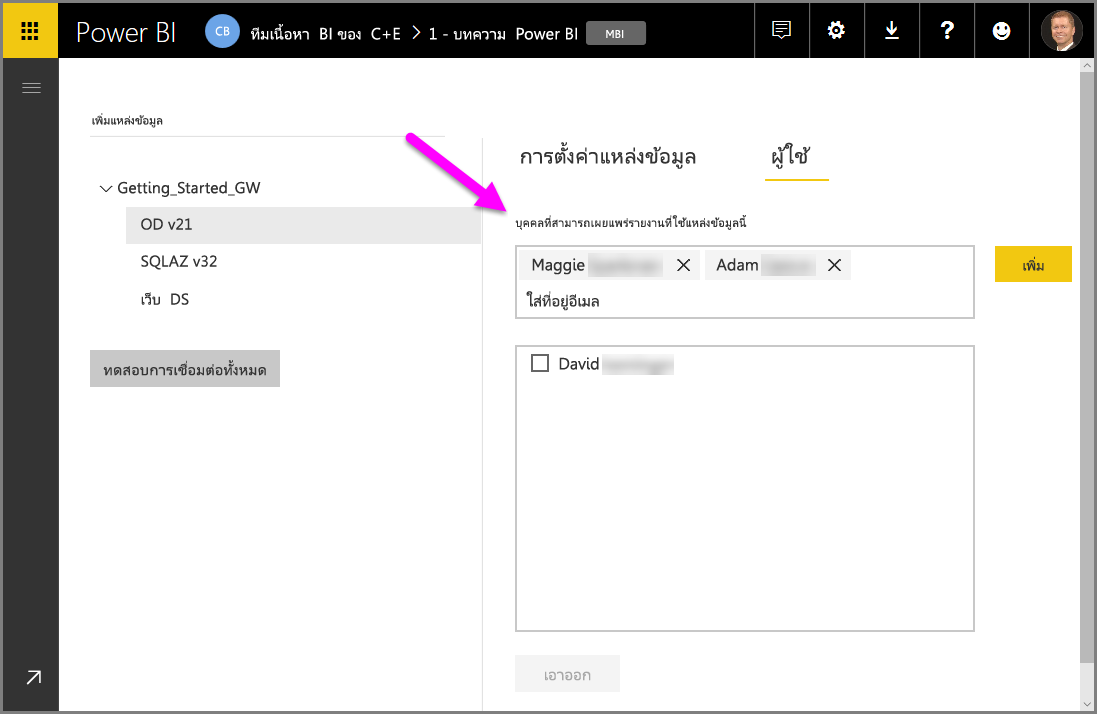 Power BI CB ทีมเนื้อหา BI ของ C+E > 1 - บทความ Power BI MBI ?
เพิ่มแหล่งข้อมูล
Getting_Started_GW
OD v21
SQLAZ v32
เว็บ DS
ทดสอบการเชื่อมต่อทั้งหมด
การตั้งค่าแหล่งข้อมูล ผู้ใช้
บุคคลที่สามารถเผยแพร่รายงานที่ใช้แหล่งข้อมูลนี้
Maggie Adam
ใส่ที่อยู่อีเมล
เพิ่ม
David
เอาออก